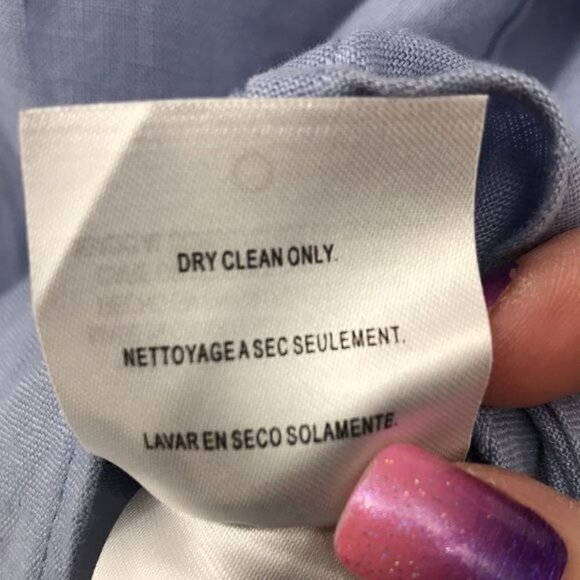 DRY CLEAN ONLY.
NETTOYAGE A SEC SEULEMENT.
LAVAR EN SECO SOLAMENTE.